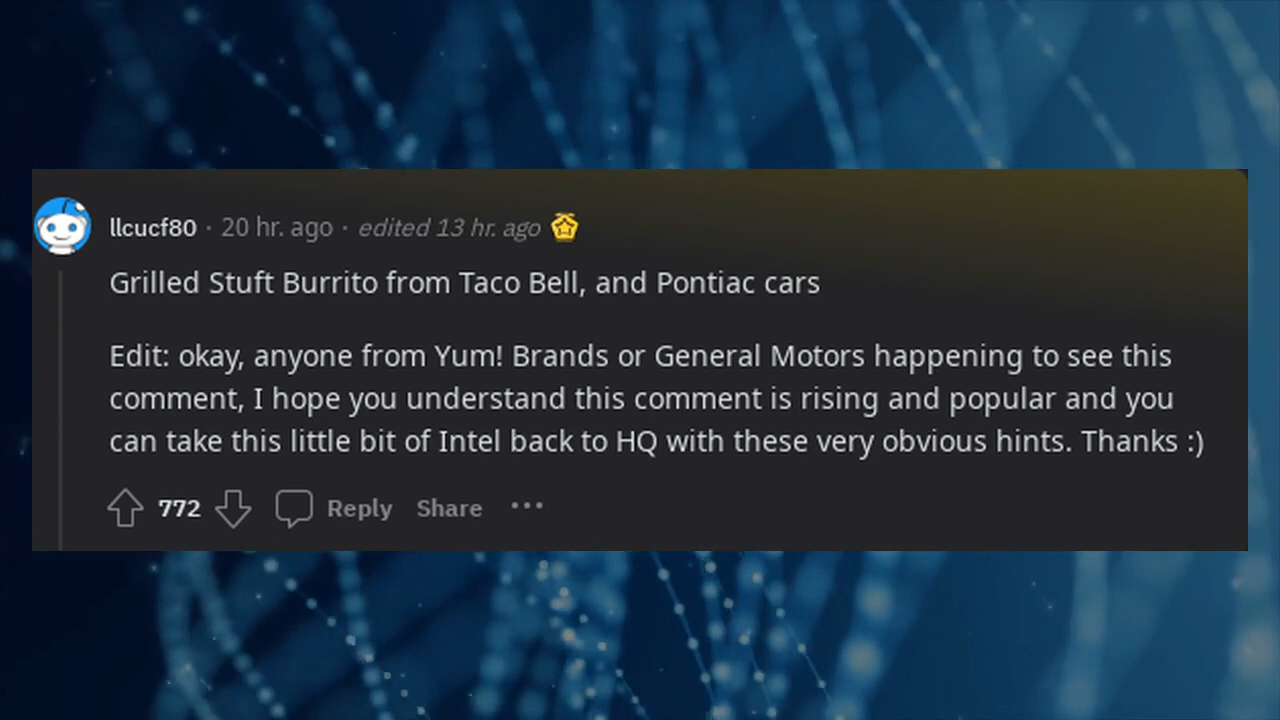 llcucf80 · 20 hr. ago · edited 13 hr. ago
Grilled Stuft Burrito from Taco Bell, and Pontiac cars
Edit: okay, anyone from Yum! Brands or General Motors happening to see this
comment, I hope you understand this comment is rising and popular and you
can take this little bit of Intel back to HQ with these very obvious hints. Thanks :)
772 Reply Share ···